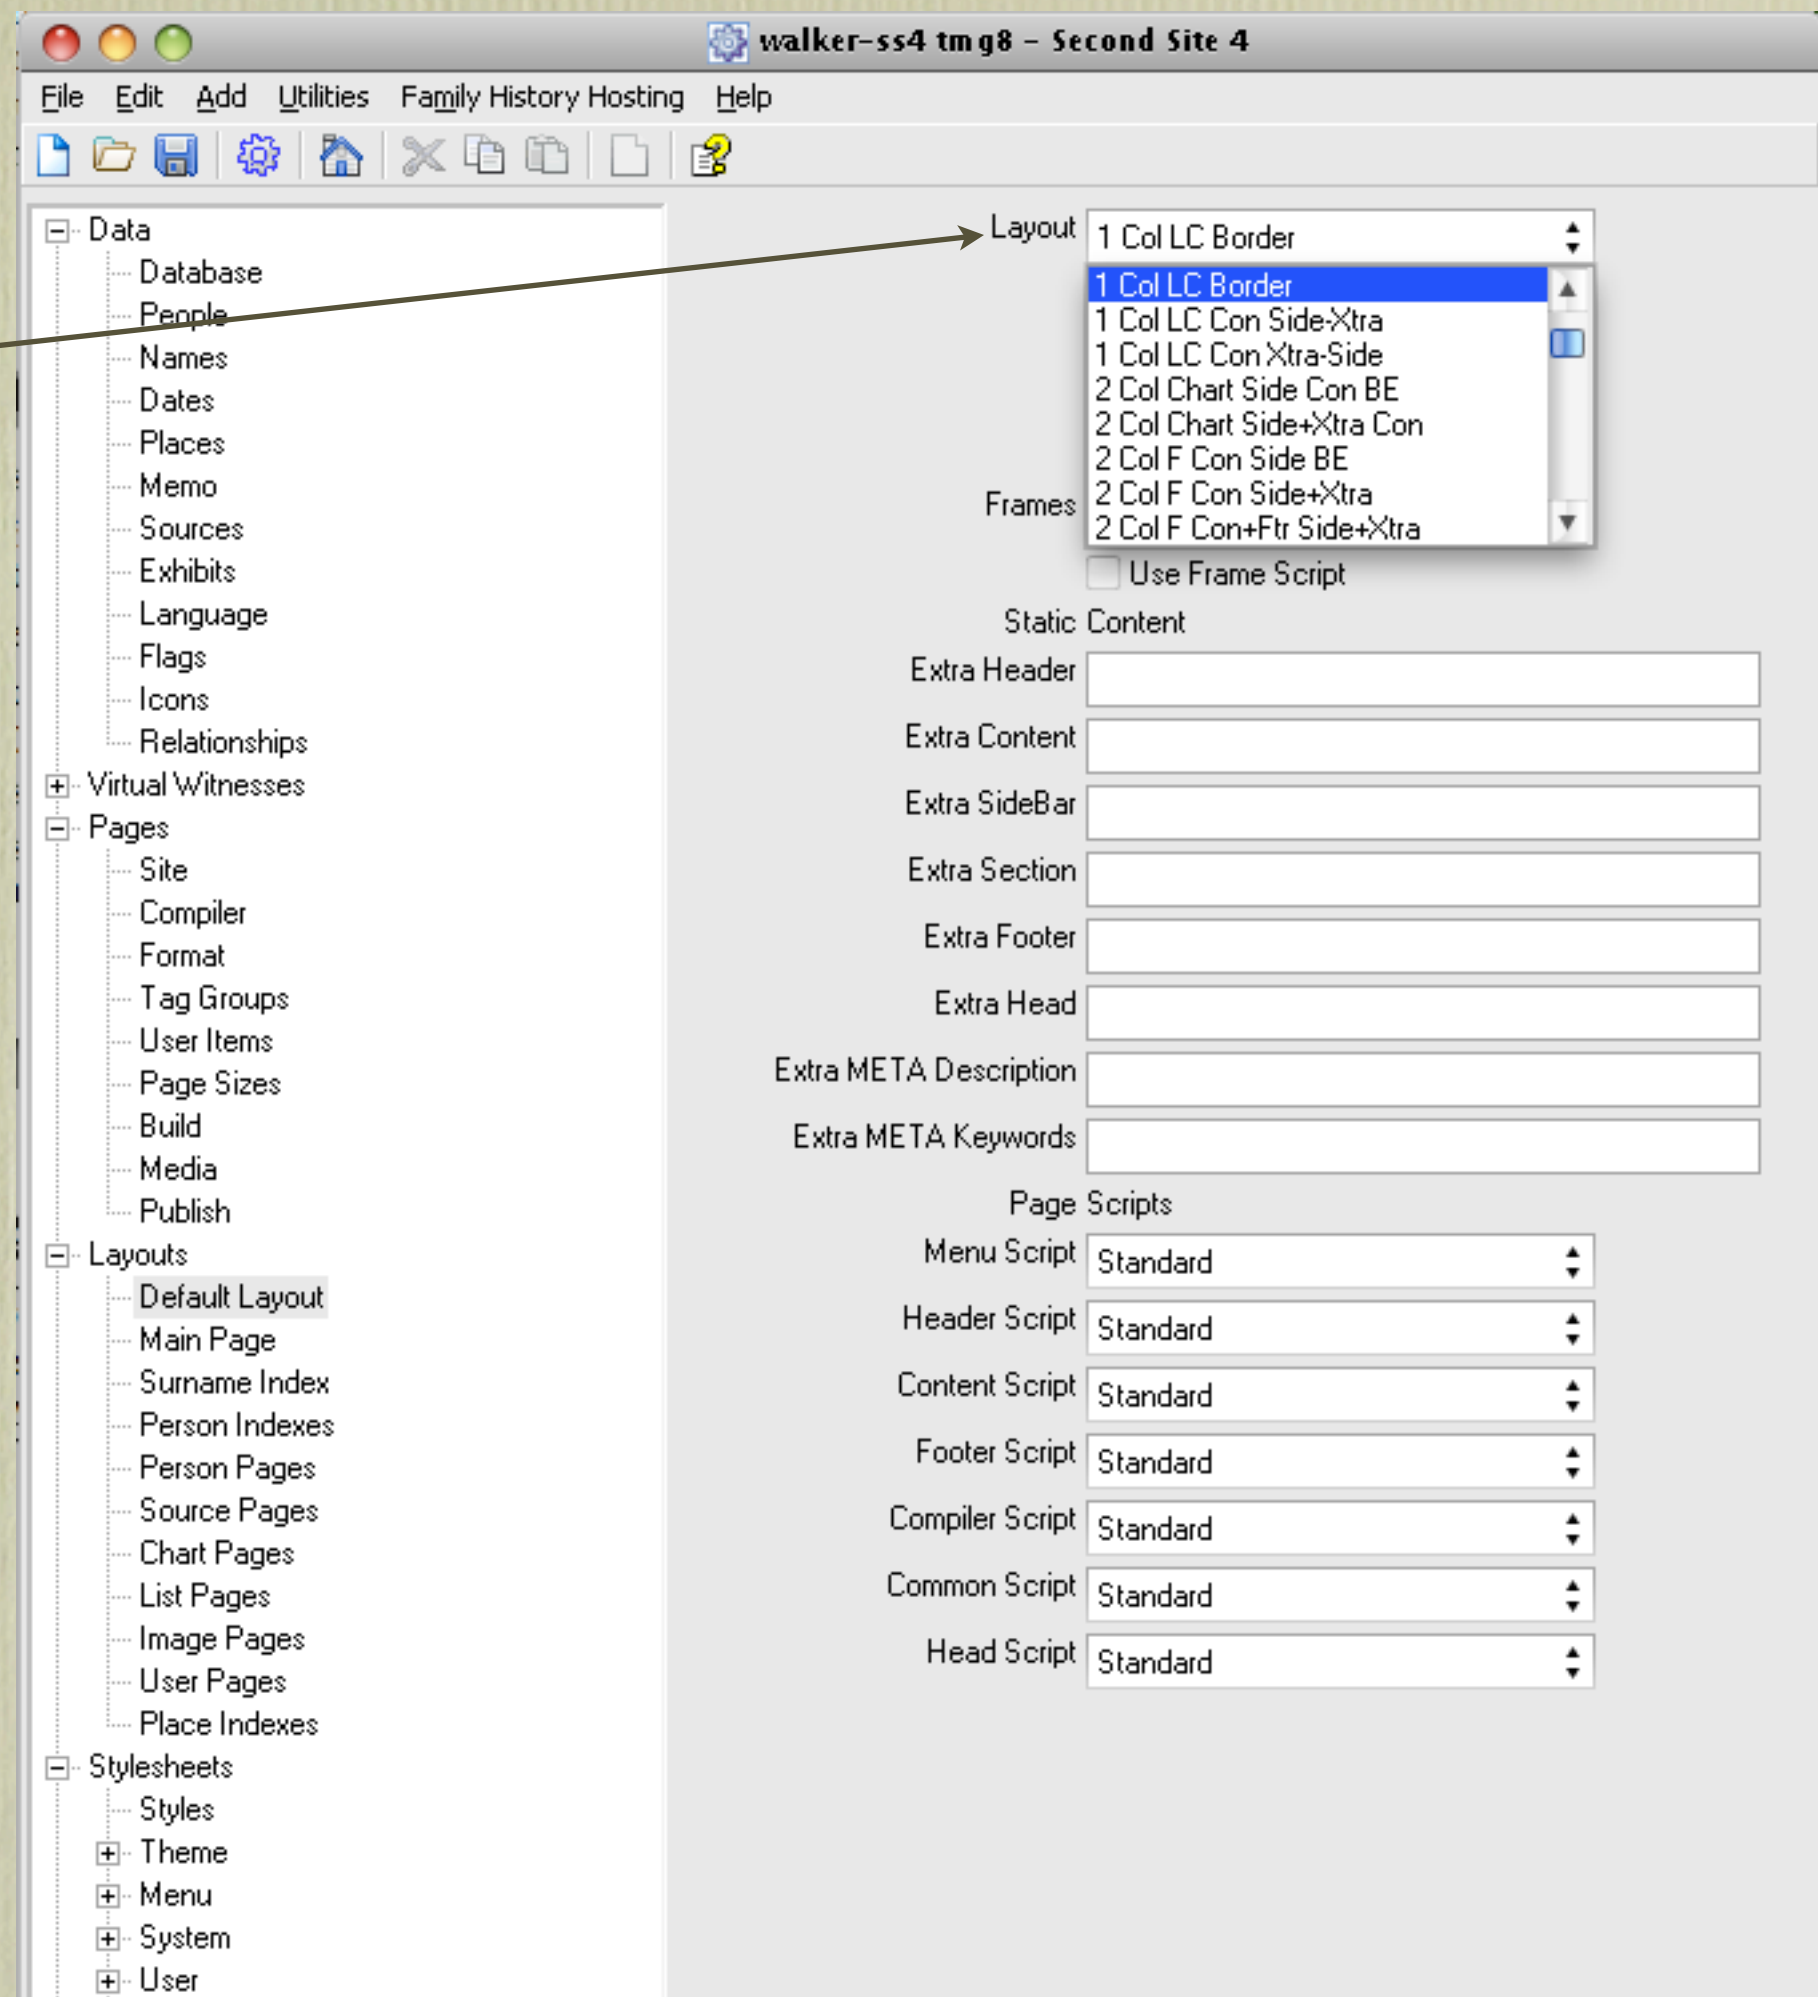 walker-ss4 tmg8 – Second Site 4
File Edit Add Utilities Family History Hosting Help
Data
Database
People
Names
Dates
Places
Memo
Sources
Exhibits
Language
Flags
Icons
Relationships
Virtual Witnesses
Pages
Site
Compiler
Format
Tag Groups
User Items
Page Sizes
Build
Media
Publish
Layouts
Default Layout
Main Page
Surname Index
Person Indexes
Person Pages
Source Pages
Chart Pages
List Pages
Image Pages
User Pages
Place Indexes
Stylesheets
Styles
Theme
Menu
System
User
Layout 1 Col LC Border
1 Col LC Border
1 Col LC Con Side-Xtra
1 Col LC Con Xtra-Side
2 Col Chart Side Con BE
2 Col Chart Side+Xtra Con
2 Col F Con Side BE
2 Col F Con Side+Xtra
2 Col F Con+Ftr Side+Xtra
Frames
Use Frame Script
Static Content
Extra Header
Extra Content
Extra SideBar
Extra Section
Extra Footer
Extra Head
Extra META Description
Extra META Keywords
Page Scripts
Menu Script Standard
Header Script Standard
Content Script Standard
Footer Script Standard
Compiler Script Standard
Common Script Standard
Head Script Standard